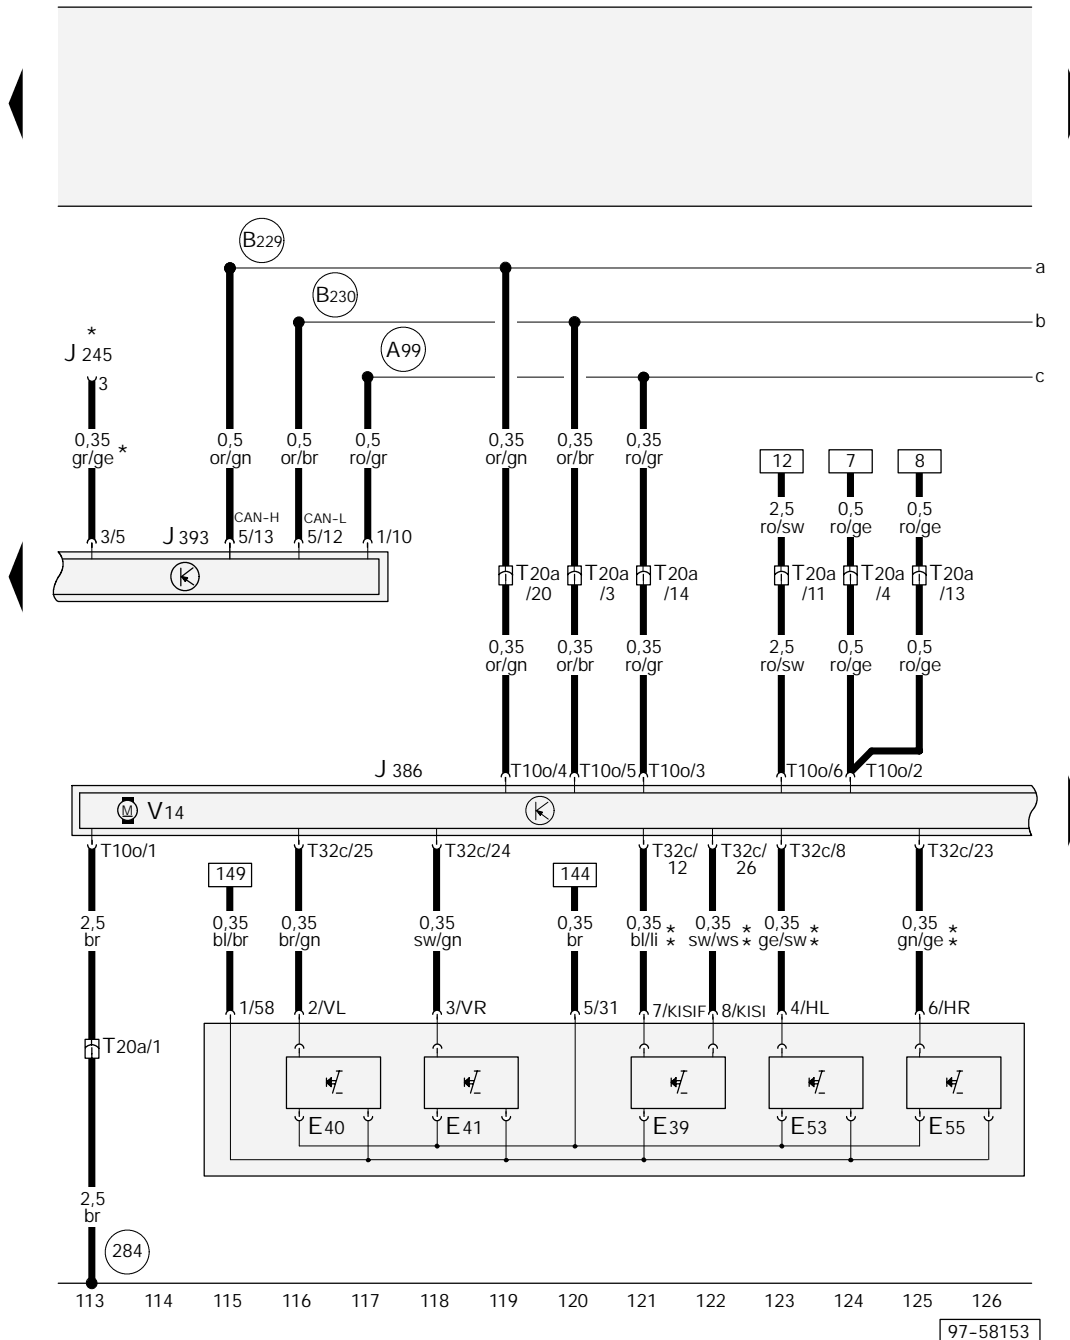 B229
a
B230
b
*
J 245
A99
c
3
0,35 0,5 0,5 0,5 0,35 0,35 0,35
gr/ge * or/gn or/br ro/gr or/gn or/br ro/gr
12 7 8
2,5 0,5 0,5
ro/sw ro/ge ro/ge
CAN-H CAN-L
3/5 J 393 5/13 5/12 1/10
T20a T20a T20a T20a T20a T20a
/20 /3 /14 /11 /4 /13
0,35 0,35 0,35 2,5 0,5 0,5
or/gn or/br ro/gr ro/sw ro/ge ro/ge
J 386 T10o/4 T10o/5 T10o/3 T10o/6 T10o/2
M V14
T10o/1 T32c/25 T32c/24 T32c/ T32c/ T32c/8 T32c/23
12 26
149 144
2,5 0,35 0,35 0,35 0,35 0,35 * 0,35 * 0,35 * 0,35 *
br bl/br br/gn sw/gn br bl/li * sw/ws * ge/sw * gn/ge *
1/58 2/VL 3/VR 5/31 7/KISIF 8/KISI 4/HL 6/HR
T20a/1
E40 E41 E39 E53 E55
2,5
br
284
113 114 115 116 117 118 119 120 121 122 123 124 125 126
97-58153